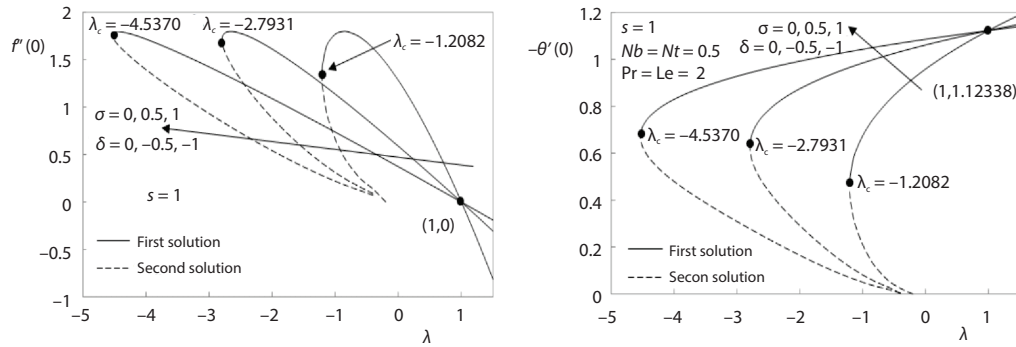 λc = −4.5370
λc = −2.7931
λc = −1.2082
f″ (0)
2
1.5
1
0.5
0
−0.5
−1
σ = 0, 0.5, 1
δ = 0, −0.5, −1
s = 1
(1,0)
First solution
Second solution
−5 −4 −3 −2 −1 0 1
λ
−θ′ (0)
1.2
1
0.8
0.6
0.4
0.2
0
s = 1
Nb = Nt = 0.5
Pr = Le = 2
σ = 0, 0.5, 1
δ = 0, −0.5, −1
(1,1.12338)
λc = −4.5370
λc = −2.7931
λc = −1.2082
First solution
Secon solution
−5 −4 −3 −2 −1 0 1
λ